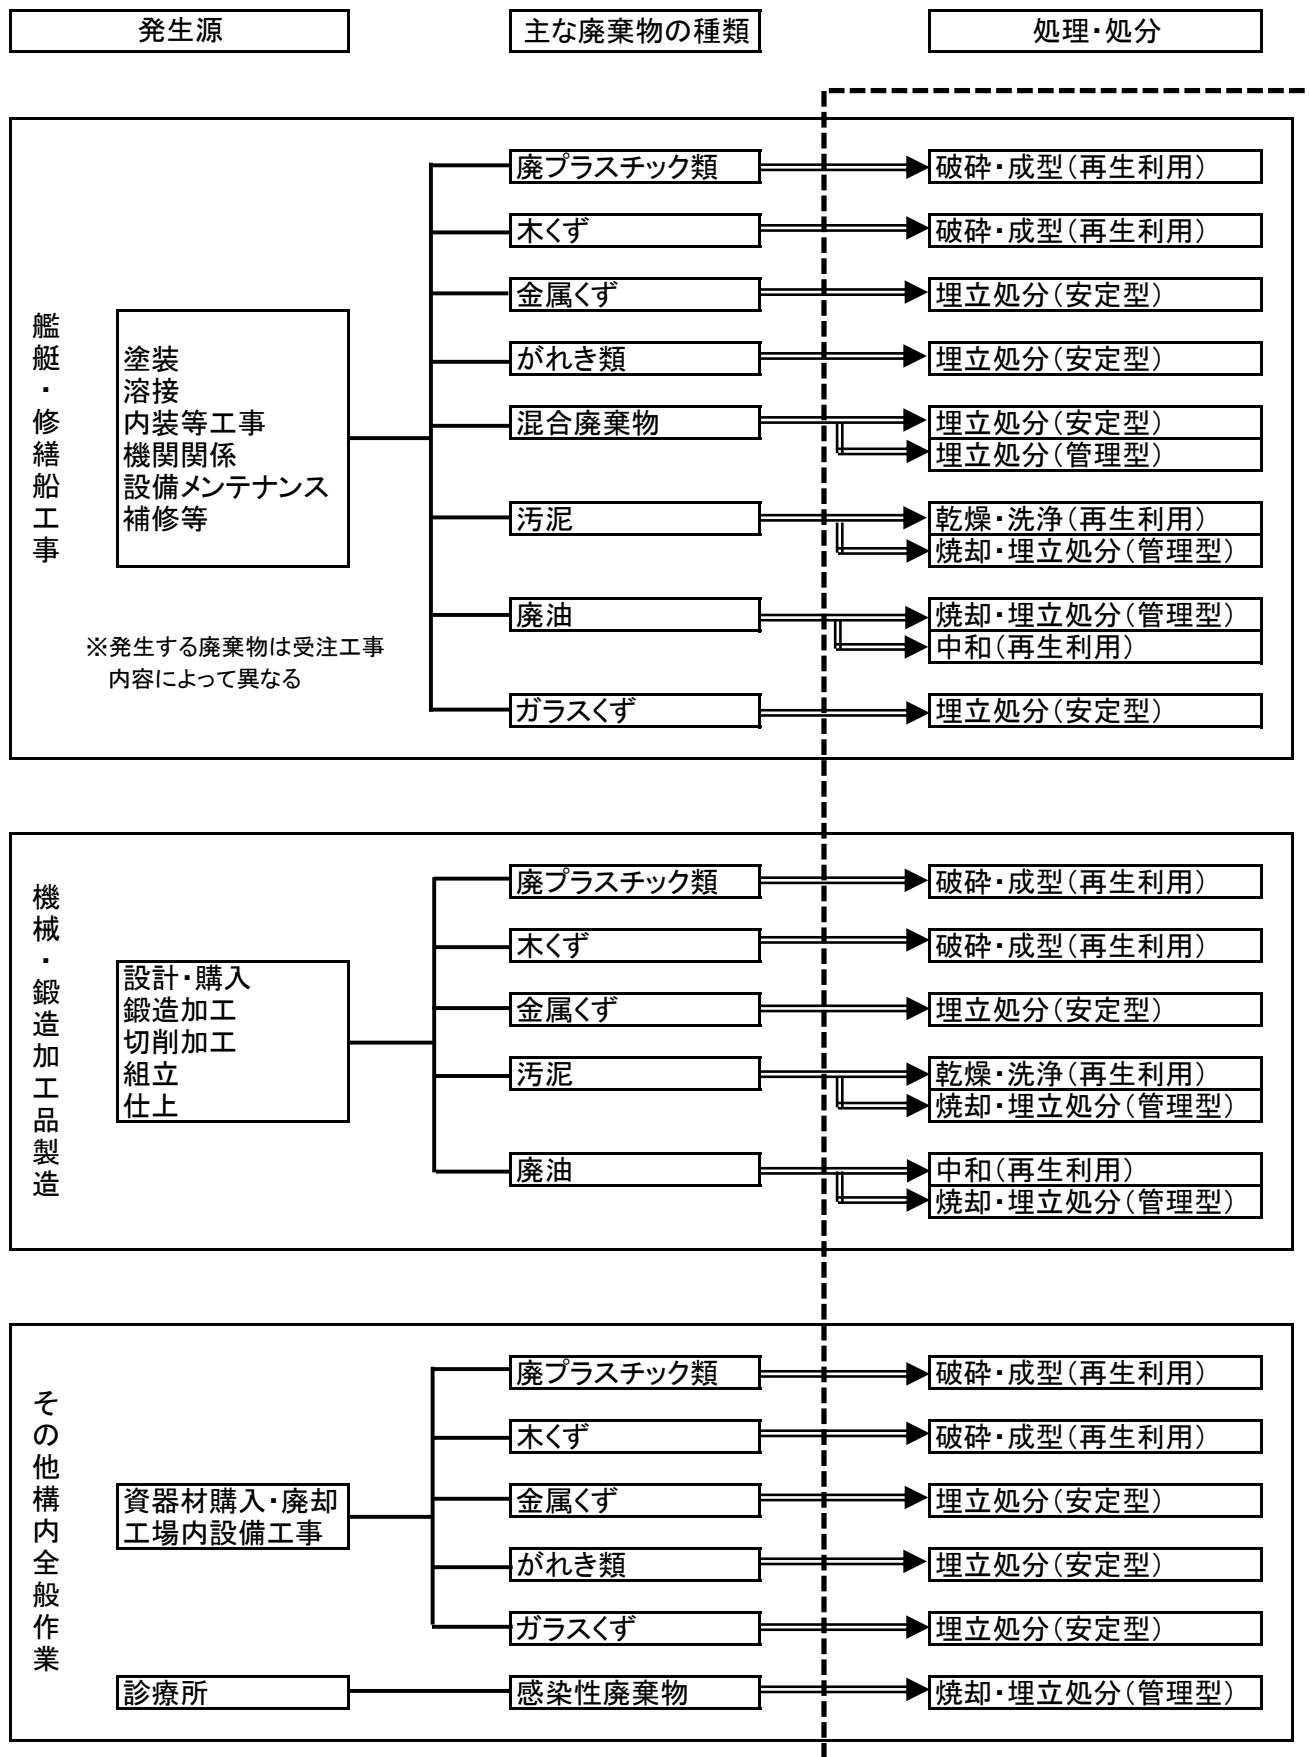 発生源
主な廃棄物の種類
処理・処分
艦艇・修繕船工事
塗装
溶接
内装等工事
機関関係
設備メンテナンス
補修等
※発生する廃棄物は受注工事
内容によって異なる
廃プラスチック類
破砕・成型(再生利用)
木くず
破砕・成型(再生利用)
金属くず
埋立処分(安定型)
がれき類
埋立処分(安定型)
混合廃棄物
埋立処分(安定型)
埋立処分(管理型)
汚泥
乾燥・洗浄(再生利用)
焼却・埋立処分(管理型)
廃油
焼却・埋立処分(管理型)
中和(再生利用)
ガラスくず
埋立処分(安定型)
機械・鍛造加工品製造
設計・購入
鍛造加工
切削加工
組立
仕上
廃プラスチック類
破砕・成型(再生利用)
木くず
破砕・成型(再生利用)
金属くず
埋立処分(安定型)
汚泥
乾燥・洗浄(再生利用)
焼却・埋立処分(管理型)
廃油
中和(再生利用)
焼却・埋立処分(管理型)
その他構内全般作業
資器材購入・廃却
工場内設備工事
廃プラスチック類
破砕・成型(再生利用)
木くず
破砕・成型(再生利用)
金属くず
埋立処分(安定型)
がれき類
埋立処分(安定型)
ガラスくず
埋立処分(安定型)
診療所
感染性廃棄物
焼却・埋立処分(管理型)